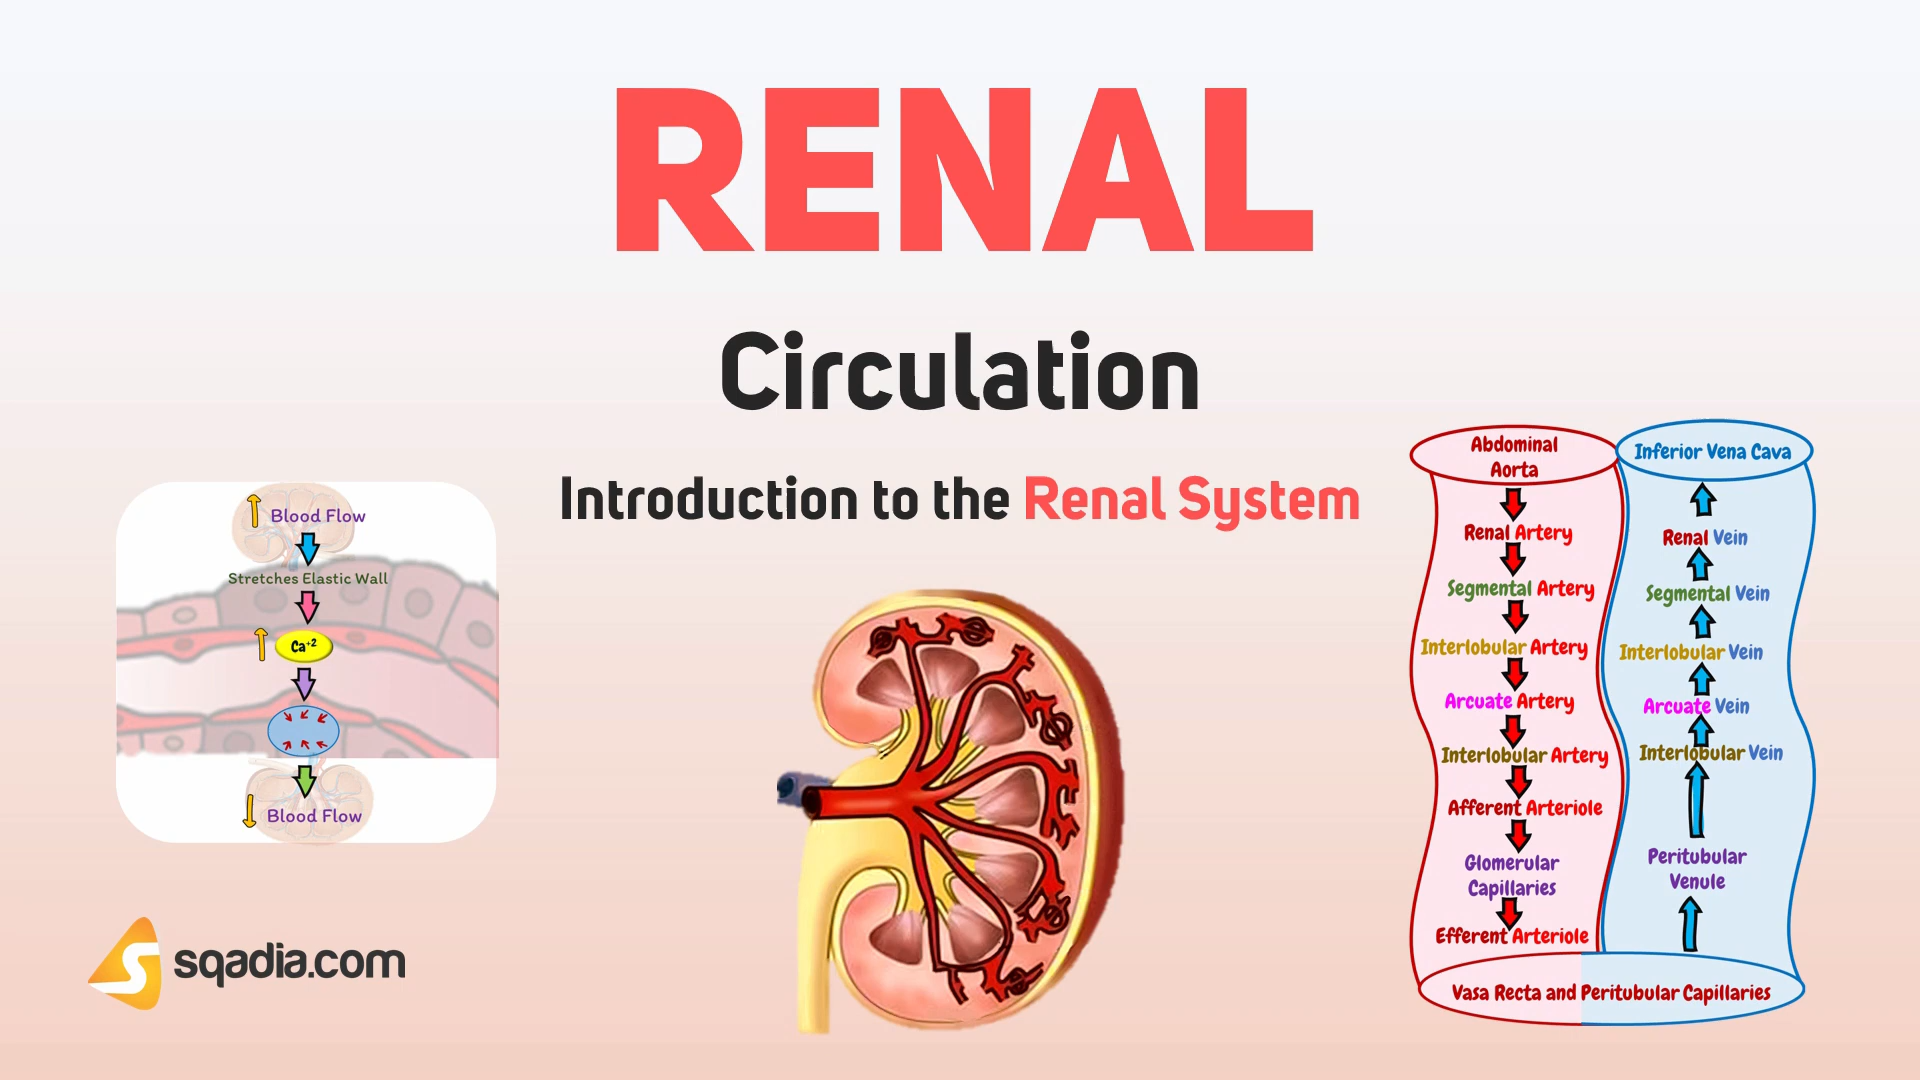 RENAL
Circulation
Introduction to the Renal System
Blood Flow
Stretches Elastic Wall
Ca+2
Blood Flow
sqadia.com
Abdominal
Aorta
Renal Artery
Segmental Artery
Interlobular Artery
Arcuate Artery
Interlobular Artery
Afferent Arteriole
Glomerular
Capillaries
Efferent Arteriole
Inferior Vena Cava
Renal Vein
Segmental Vein
Interlobular Vein
Arcuate Vein
Interlobular Vein
Peritubular
Venule
Vasa Recta and Peritubular Capillaries